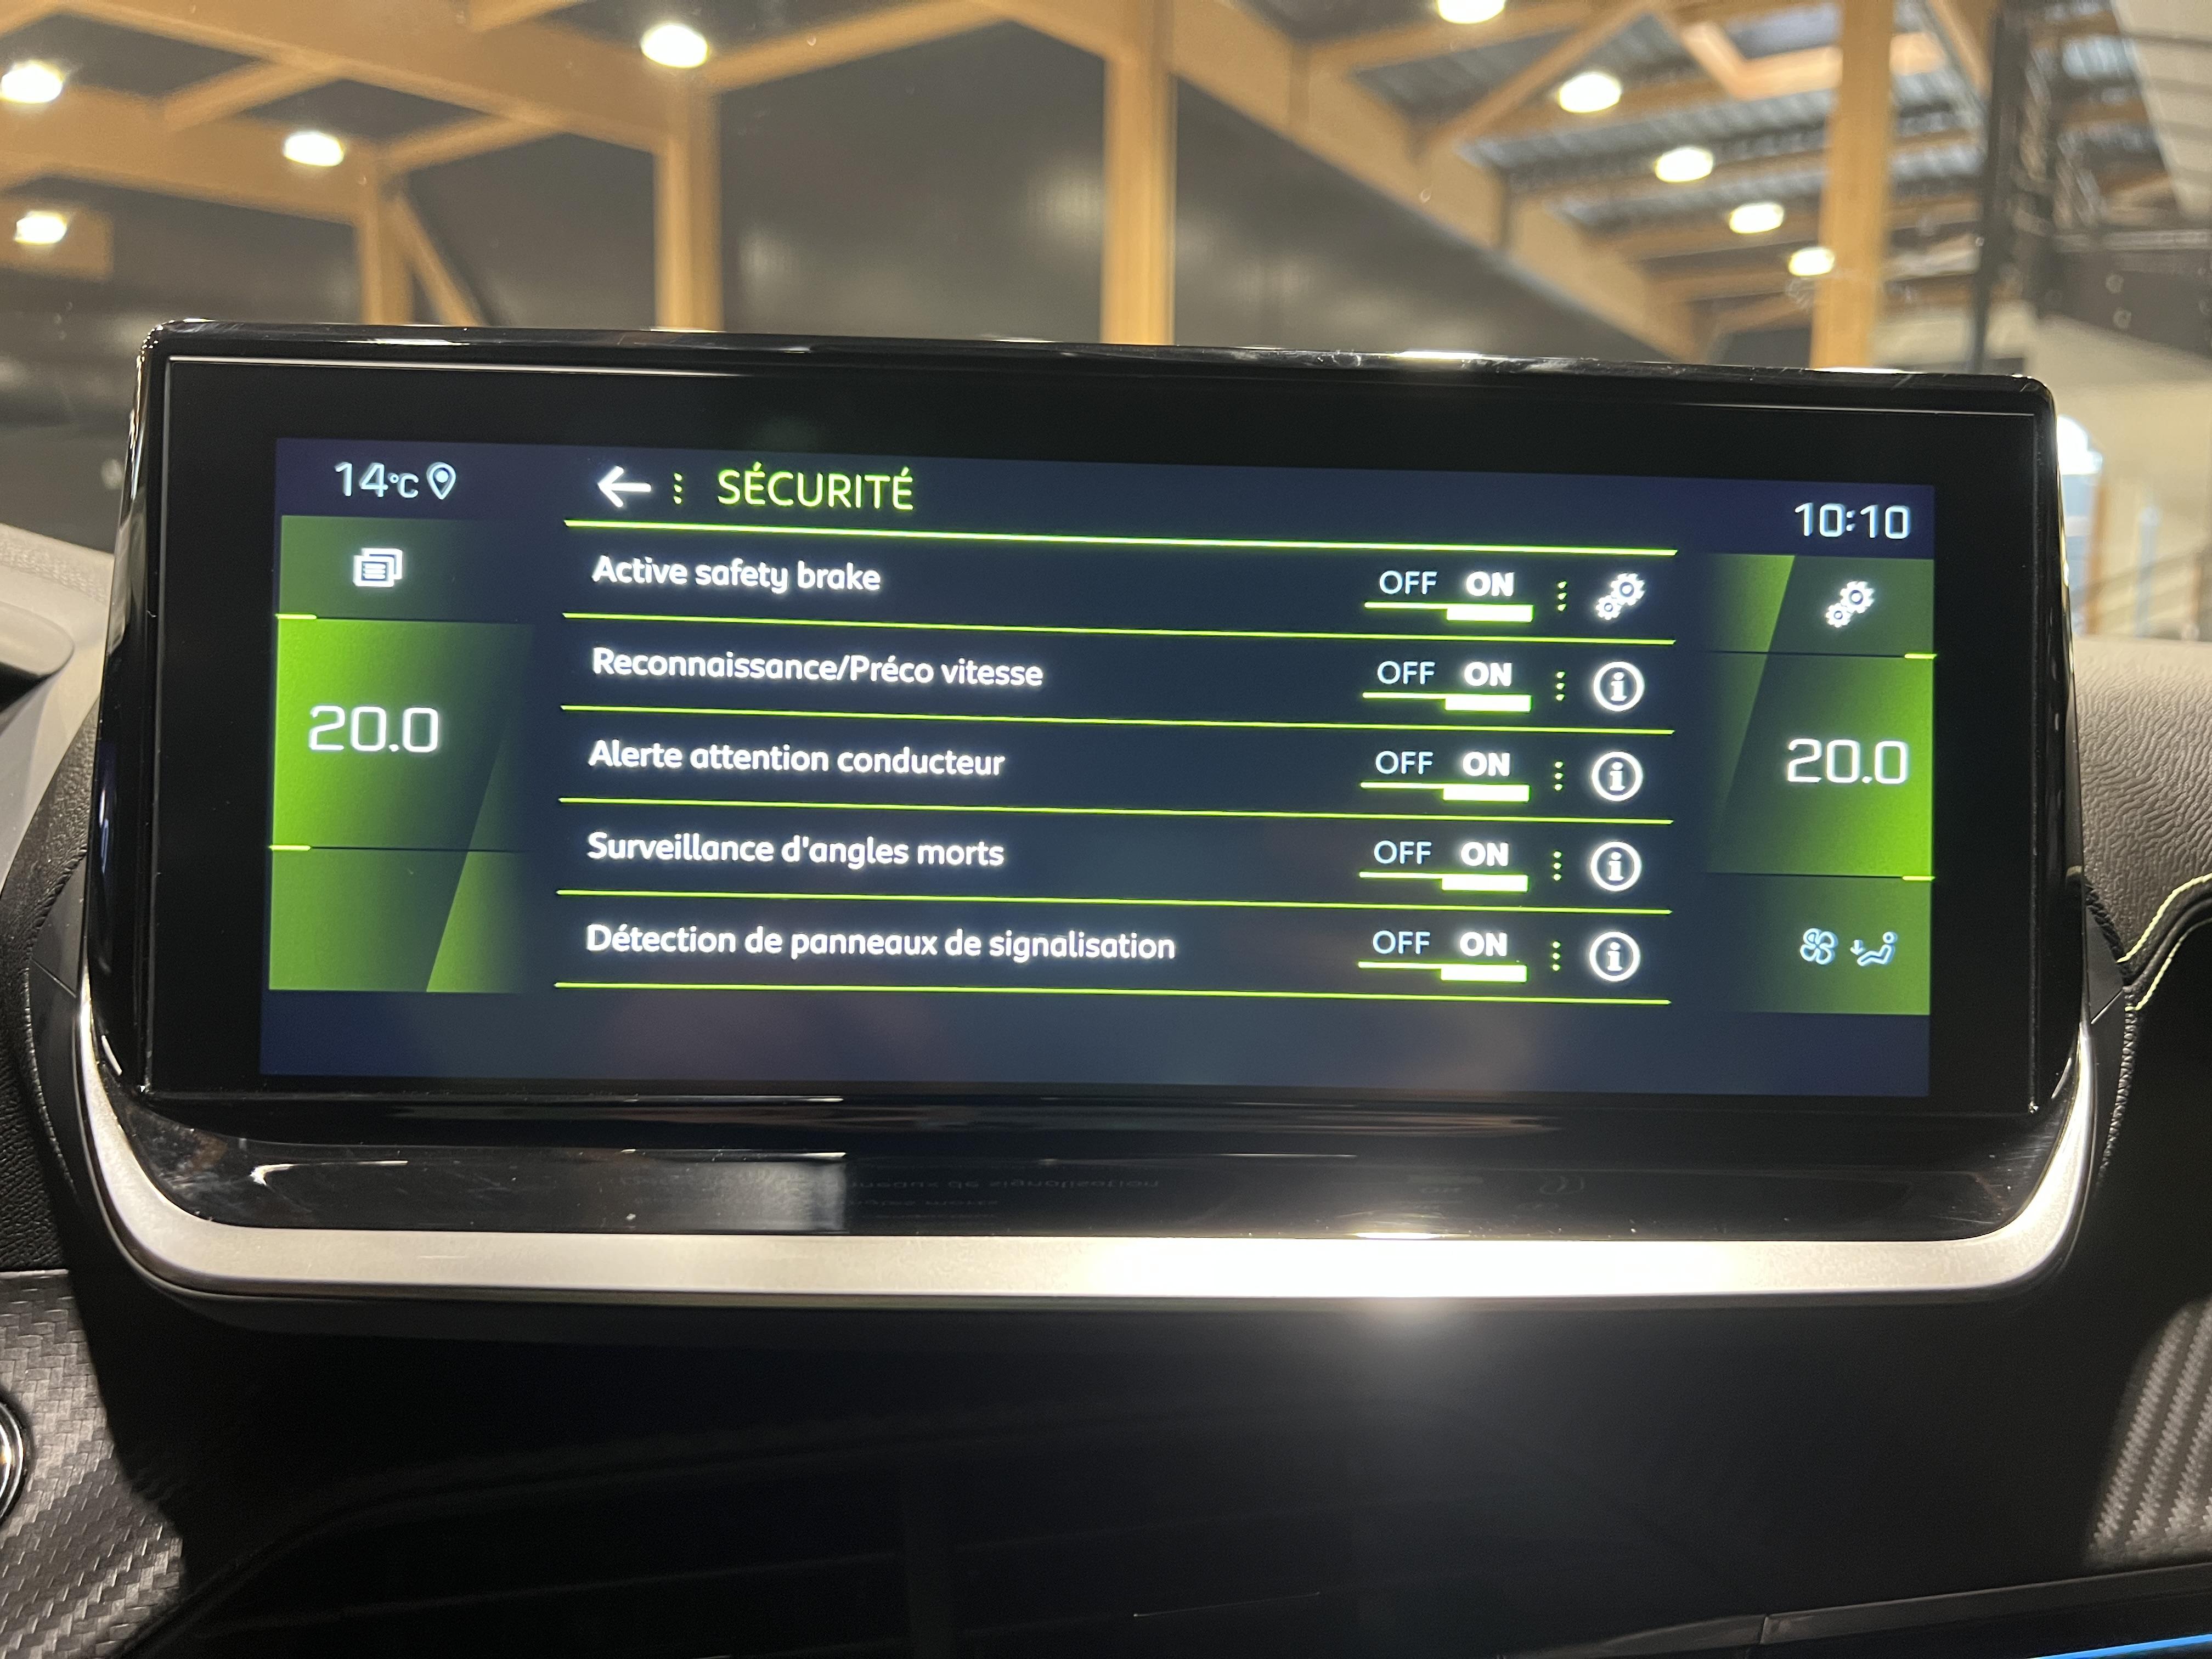 14°C
SÉCURITÉ
10:10
Active safety brake OFF ON
20.0
Reconnaissance/Préco vitesse OFF ON
Alerte attention conducteur OFF ON
20.0
Surveillance d'angles morts OFF ON
Détection de panneaux de signalisation OFF ON